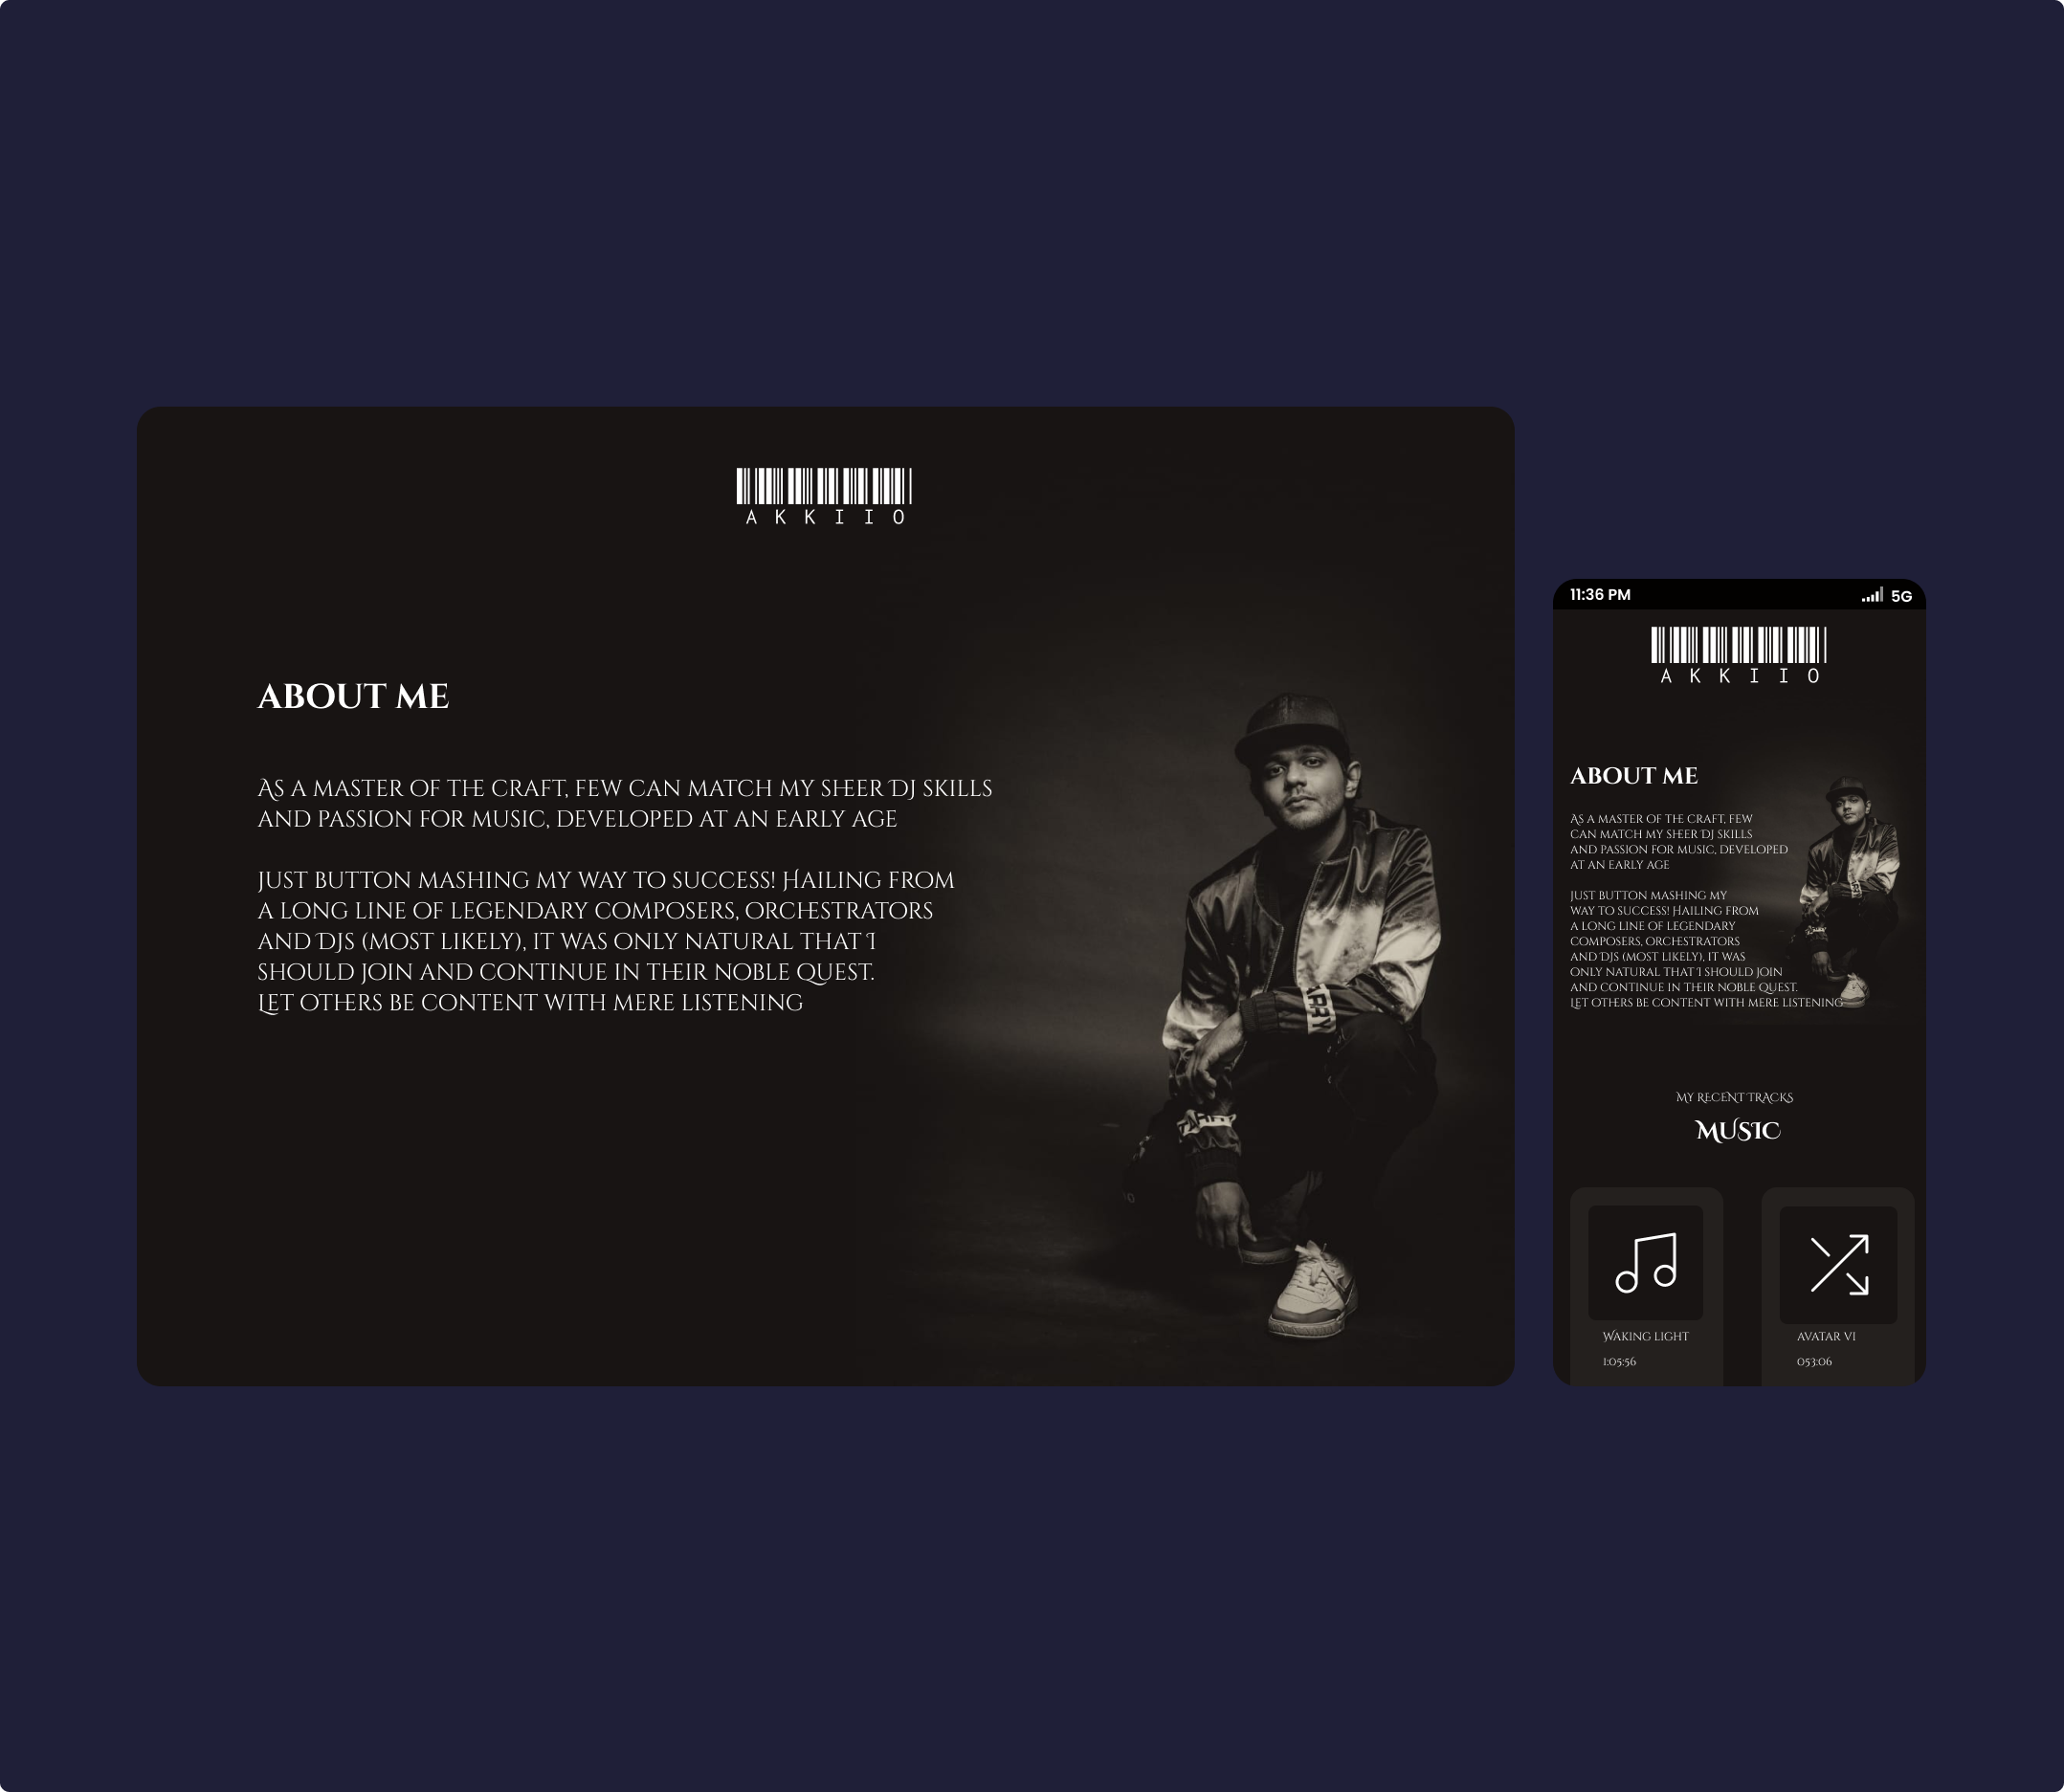 AKKIIO
ABOUT ME
As a master of the craft, few can match my sheer DJ skills
and passion for music, developed at an early age
just button mashing my way to success! Hailing from
a long line of legendary composers, orchestrators
and DJs (most likely), it was only natural that I
should join and continue in their noble quest.
Let others be content with mere listening
11:36 PM 5G
AKKIIO
ABOUT ME
As a master of the craft, few
can match my sheer DJ skills
and passion for music, developed
at an early age
just button mashing my
way to success! Hailing from
a long line of legendary
composers, orchestrators
and DJs (most likely), it was
only natural that I should join
and continue in their noble quest.
Let others be content with mere listening
MY RECENT TRACKS
MUSIC
Waking light
avatar vi
1:05:56
053:06